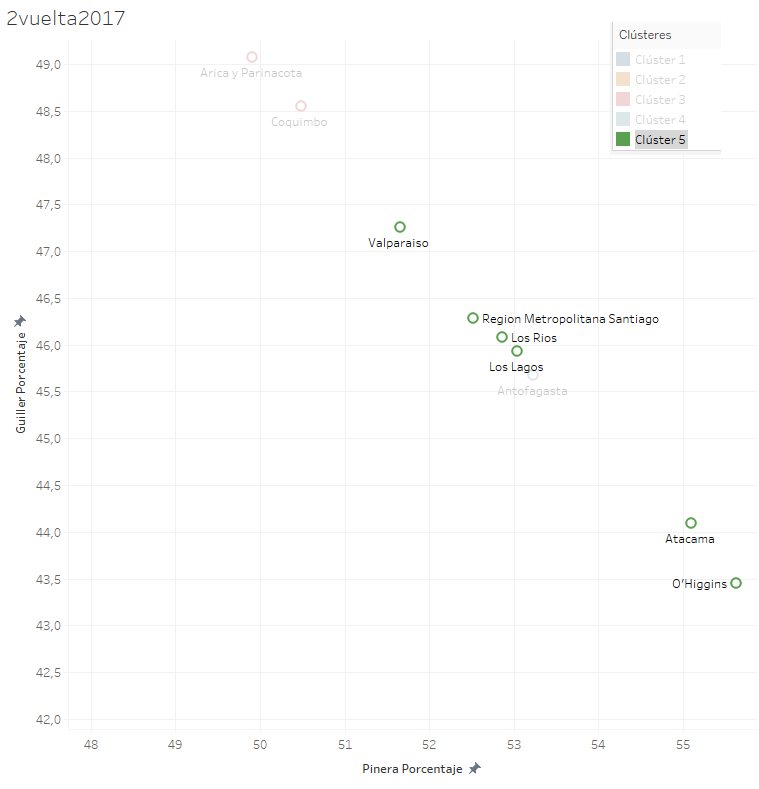 2vuelta2017
Clústeres
Clúster 1
Clúster 2
Clúster 3
Clúster 4
Clúster 5
49,0
48,5
48,0
47,5
47,0
46,5
46,0
45,5
45,0
44,5
44,0
43,5
43,0
42,5
42,0
Guiller Porcentaje
Arica y Parinacota
Coquimbo
Valparaiso
Region Metropolitana Santiago
Los Rios
Los Lagos
Antofagasta
Atacama
O'Higgins
48 49 50 51 52 53 54 55
Pinera Porcentaje